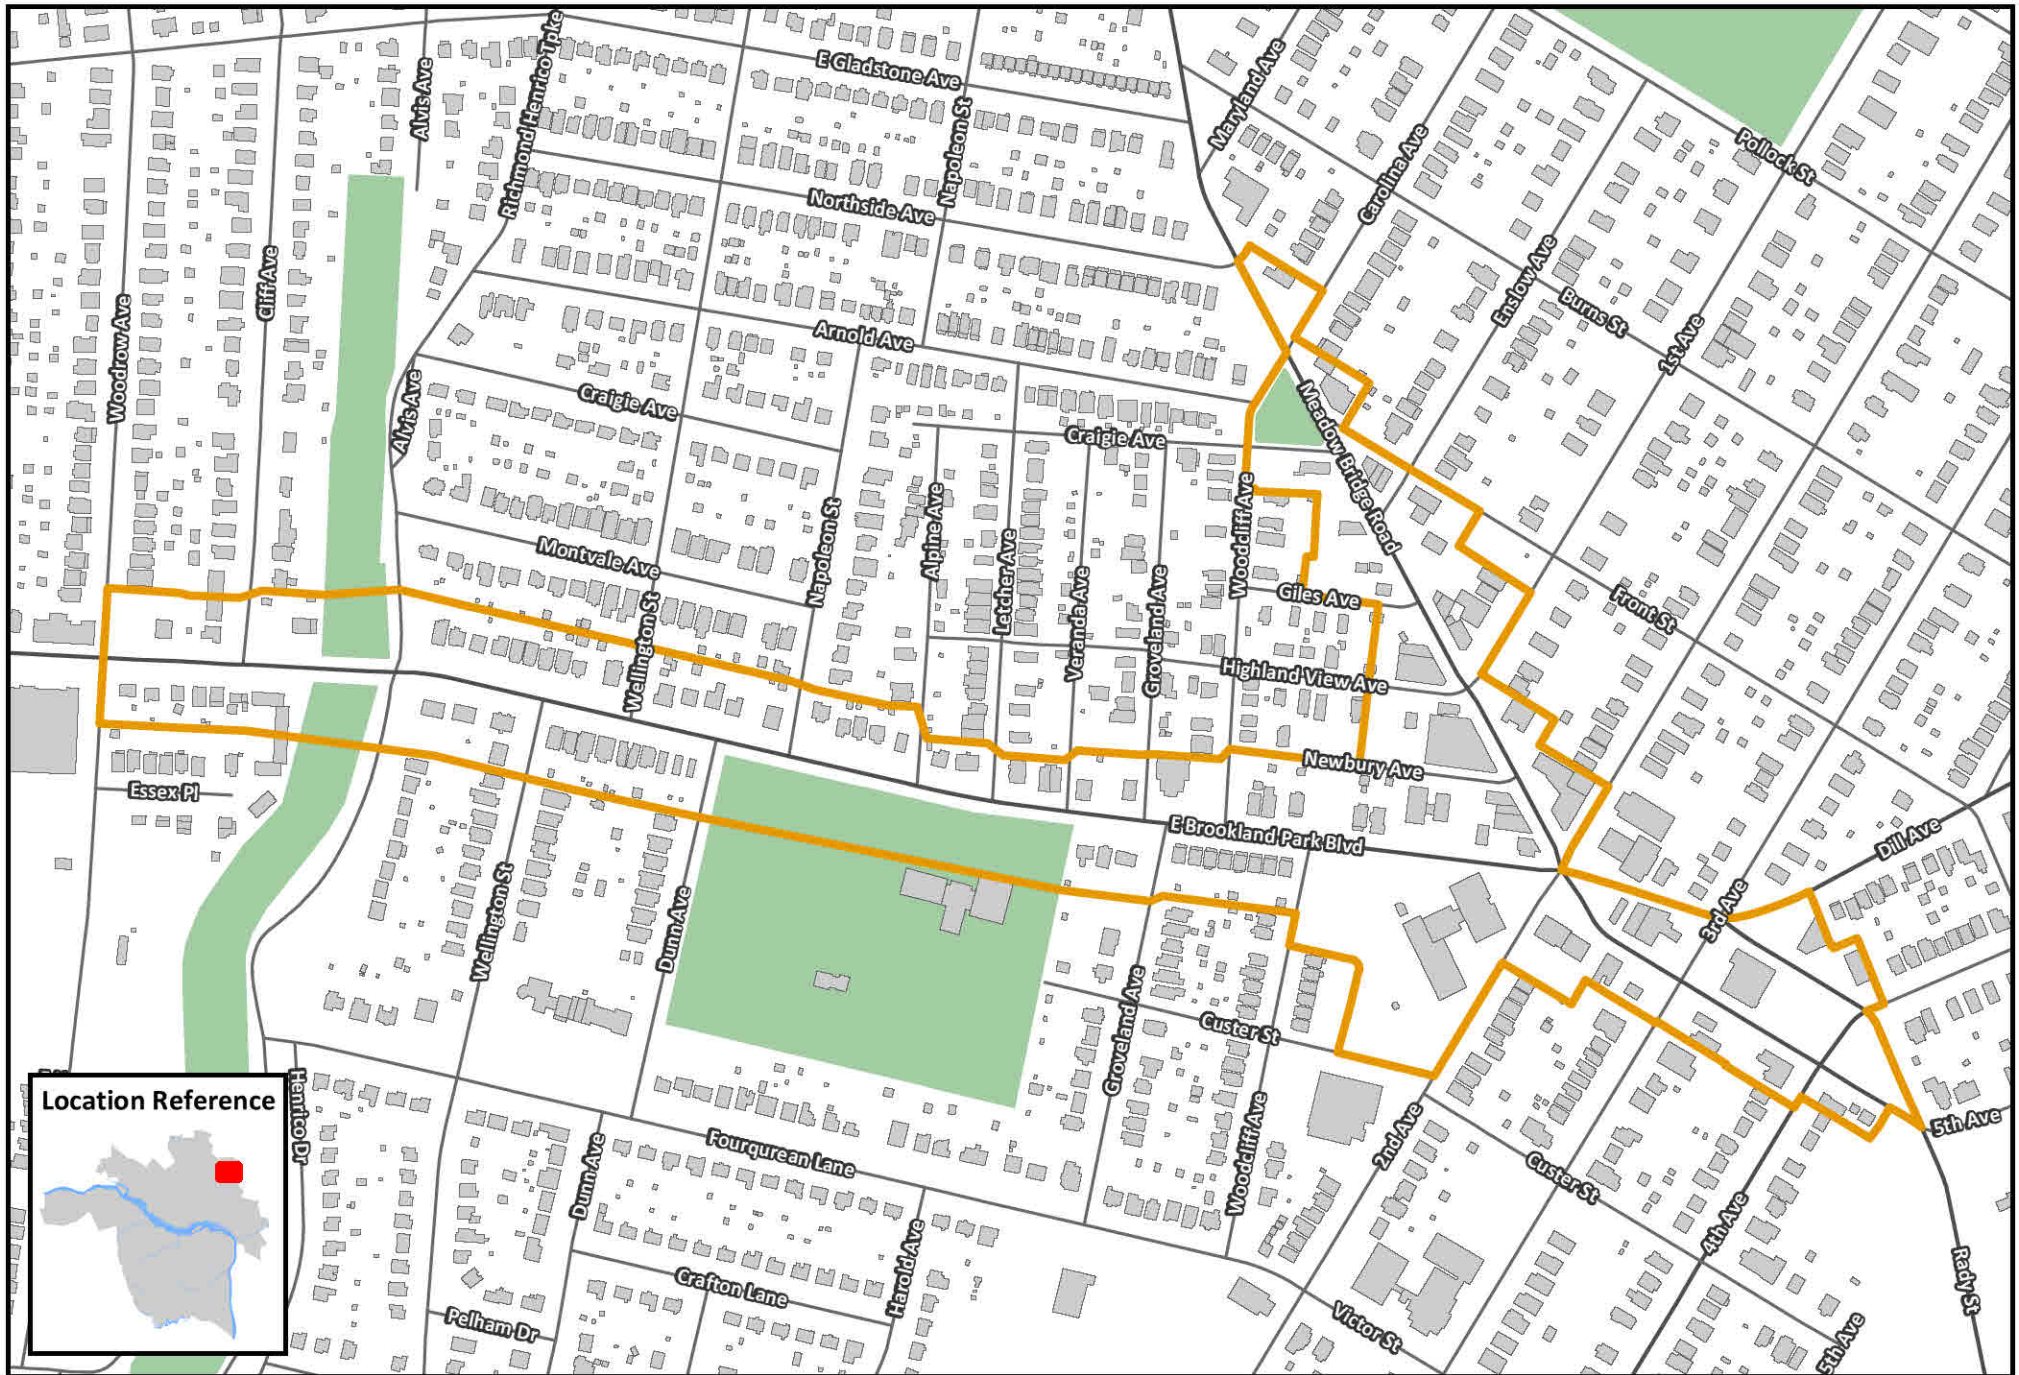 Richmond Henrico Tpke
Alvis Ave
E Gladstone Ave
Maryland Ave
Napoleon St
Carolina Ave
Pollock St
Northside Ave
Cliff Ave
Enslow Ave
Burns St
Woodrow Ave
Arnold Ave
1st Ave
Alvis Ave
Craigie Ave
Craigie Ave
Meadow Bridge Road
Alpine Ave
Woodcliff Ave
Napoleon St
Montvale Ave
Letcher Ave
Veranda Ave
Groveland Ave
Giles Ave
Front St
Wellington St
Highland View Ave
Newbury Ave
Essex Pl
E Brookland Park Blvd
Dill Ave
Wellington St
Dunn Ave
3rd Ave
Groveland Ave
Custer St
Location Reference
Henrico Dr
Woodcliff Ave
2nd Ave
5th Ave
Fourqurean Lane
Dunn Ave
Custer St
4th Ave
Harold Ave
Rady St
Crafton Lane
Pelham Dr
Victor St
5th Ave